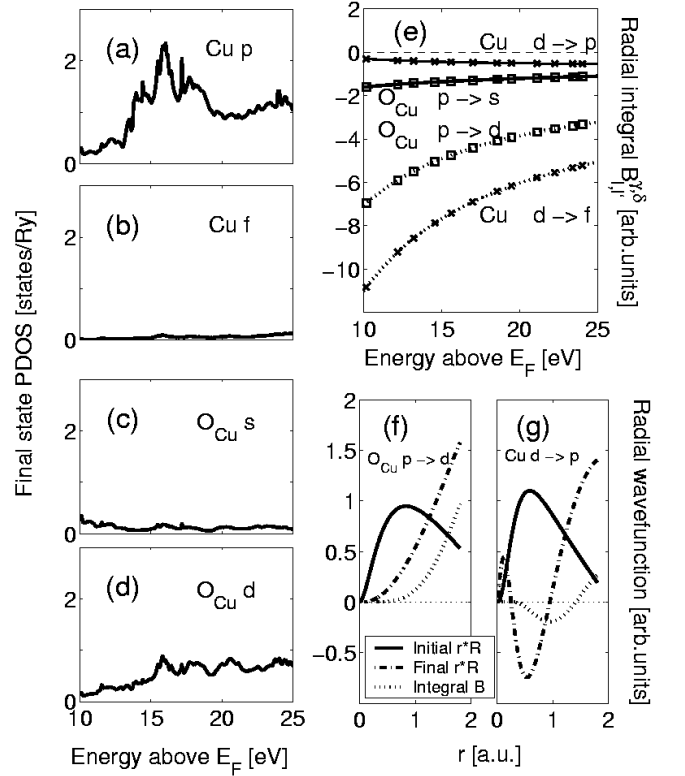 Final state PDOS [states/Ry]
(a) Cu p
2
1
0
(b) Cu f
2
0
(c) O_Cu s
2
0
(d) O_Cu d
2
0
10 15 20 25
Energy above E_F [eV]
(e)
0
-2
-4
-6
-8
-10
Cu d -> p
O_Cu p -> s
O_Cu p -> d
Cu d -> f
10 15 20 25
Energy above E_F [eV]
Radial integral B_{l,l'}^{γ,δ} [arb.units]
2
1.5
1
0.5
0
-0.5
(f)
O_Cu p -> d
(g)
Cu d -> p
Initial r*R
Final r*R
Integral B
0 1 2 0 1 2
r [a.u.]
Radial wavefunction [arb.units]